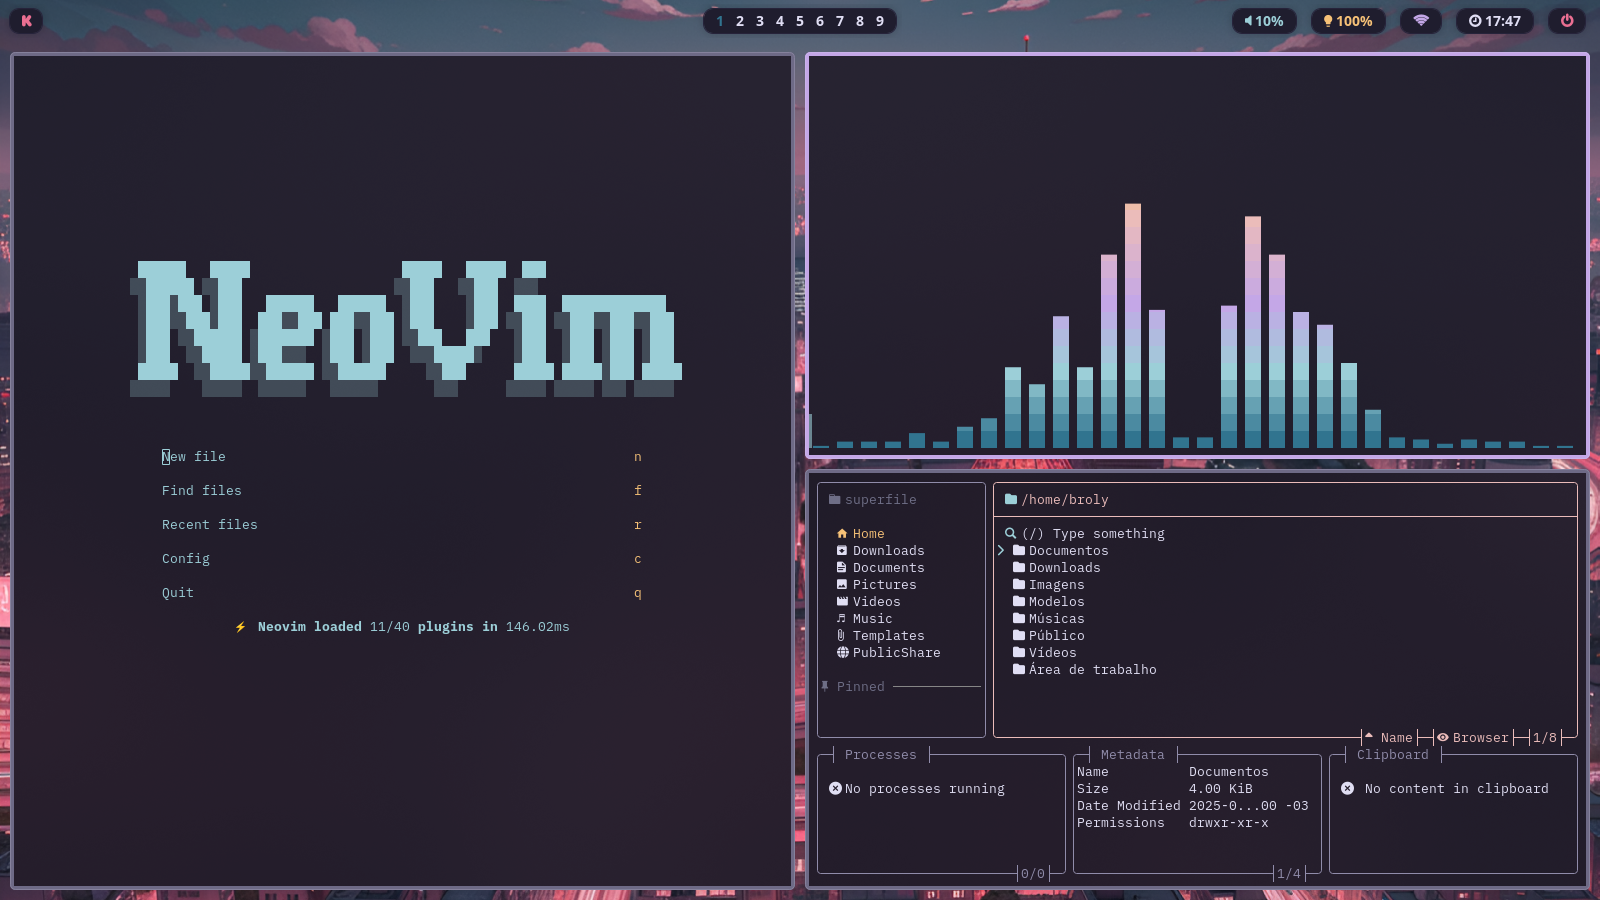 K
1 2 3 4 5 6 7 8 9
10%
100%
17:47
NeoVim
New file n
Find files f
Recent files r
Config c
Quit q
⚡ Neovim loaded 11/40 plugins in 146.02ms
superfile
Home
Downloads
Documents
Pictures
Videos
Music
Templates
PublicShare
Pinned
/home/broly
(/) Type something
Documentos
Downloads
Imagens
Modelos
Músicas
Público
Vídeos
Área de trabalho
Name Browser 1/8
Processes
No processes running
0/0
Metadata
Name Documentos
Size 4.00 KiB
Date Modified 2025-0...00 -03
Permissions drwxr-xr-x
1/4
Clipboard
No content in clipboard